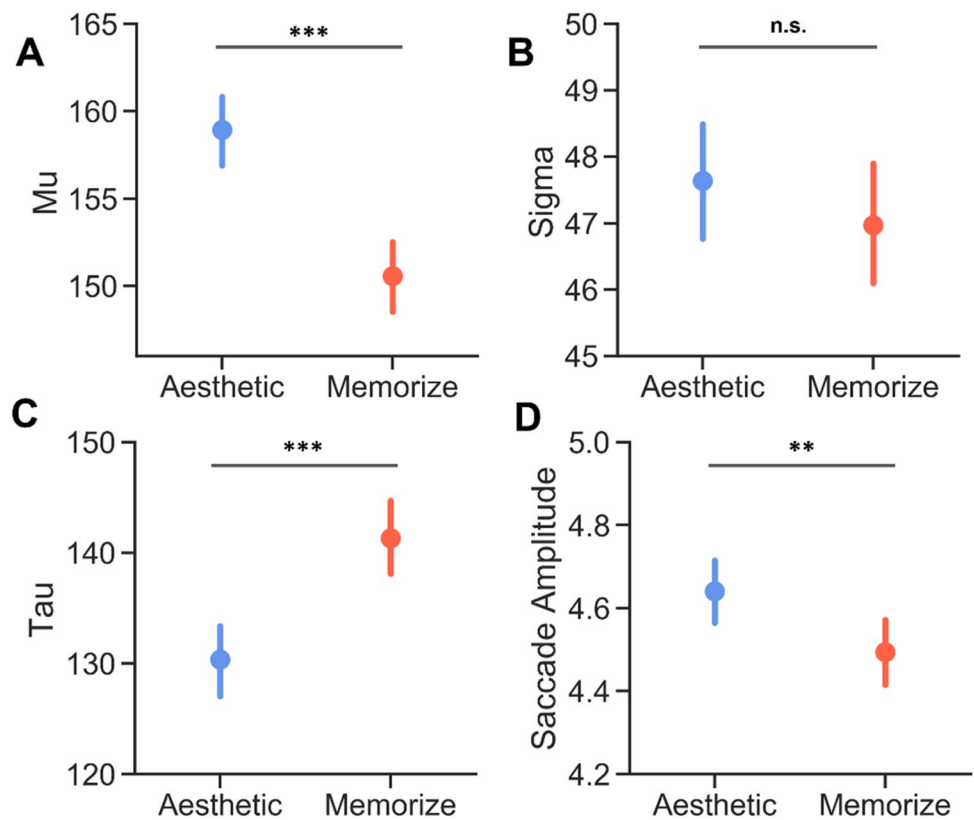 A
***
165
160
155
150
Mu
Aesthetic Memorize
B
n.s.
50
49
48
47
46
45
Sigma
Aesthetic Memorize
C
***
150
140
130
120
Tau
Aesthetic Memorize
D
**
5.0
4.8
4.6
4.4
4.2
Saccade Amplitude
Aesthetic Memorize